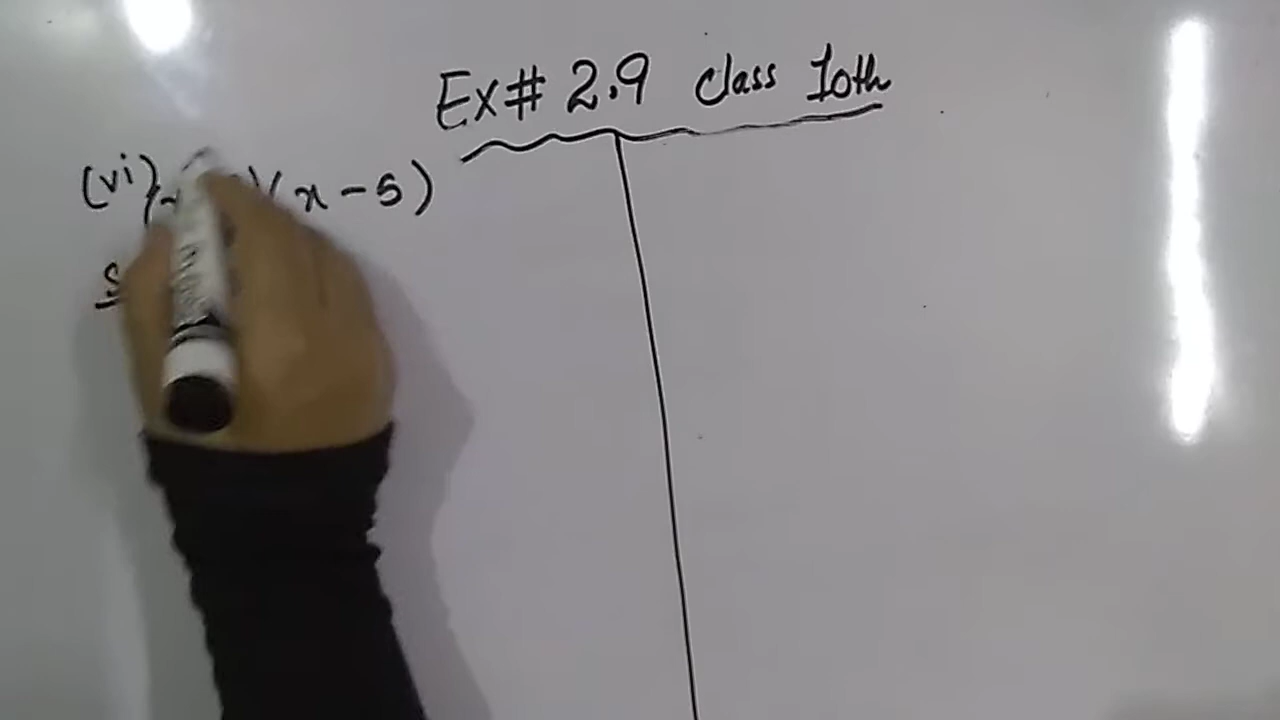 Ex# 2.9 class 10th
(vi) (x - 5)